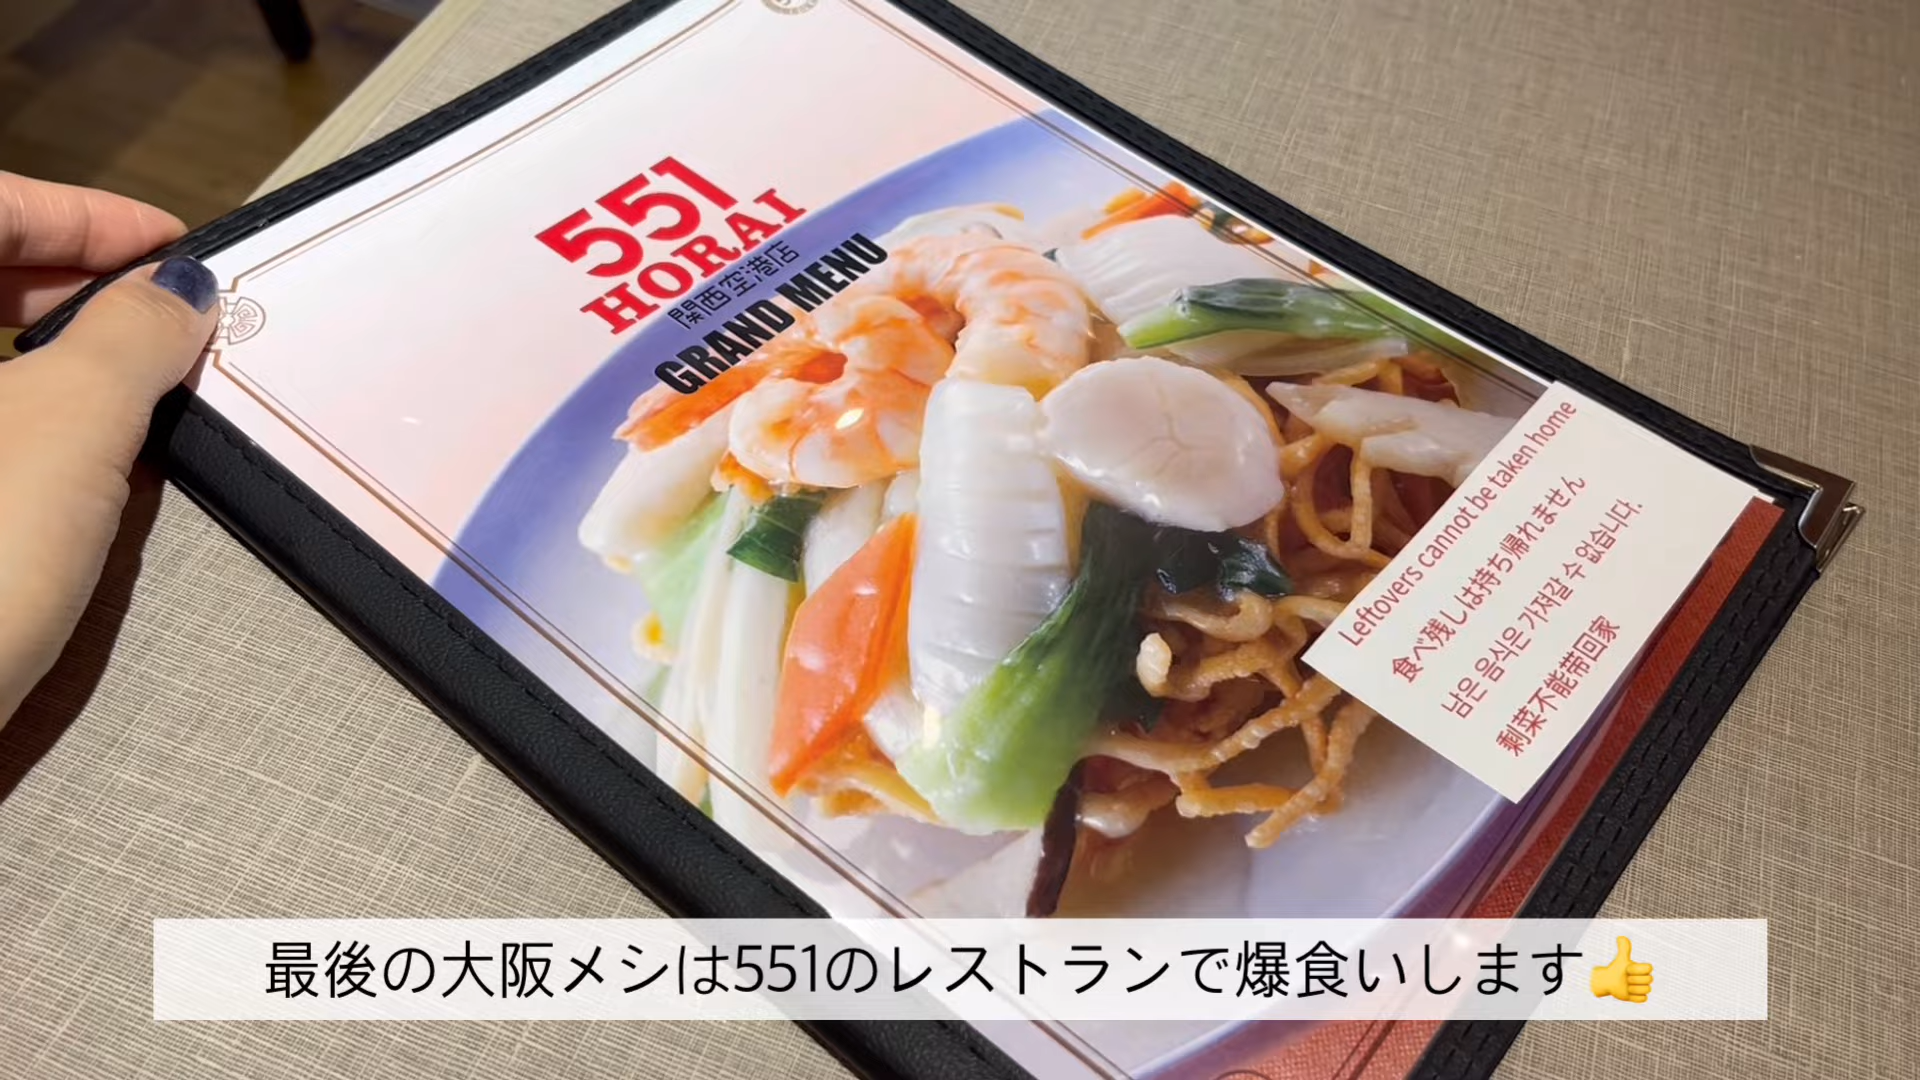 551
HORAI
関西空港店
GRAND MENU
Leftovers cannot be taken home
食べ残しは持ち帰れません
남은 음식은 가져갈 수 없습니다.
剩菜不能带回家
最後の大阪メシは551のレストランで爆食いします👍